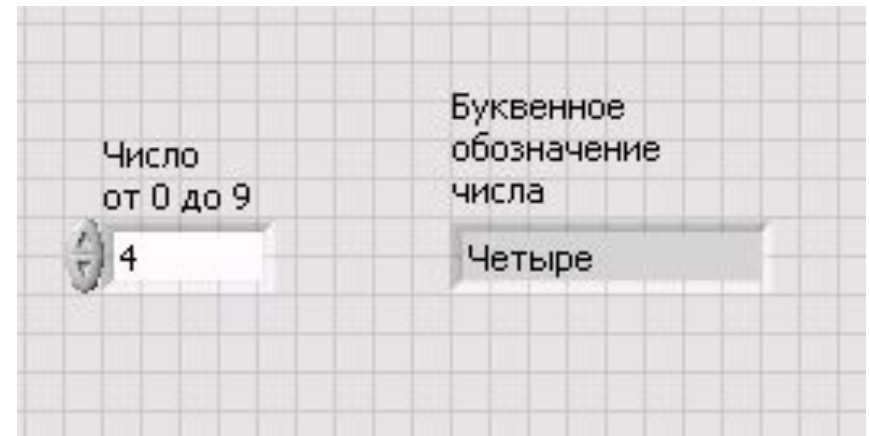 Число
от 0 до 9
4
Буквенное
обозначение
числа
Четыре